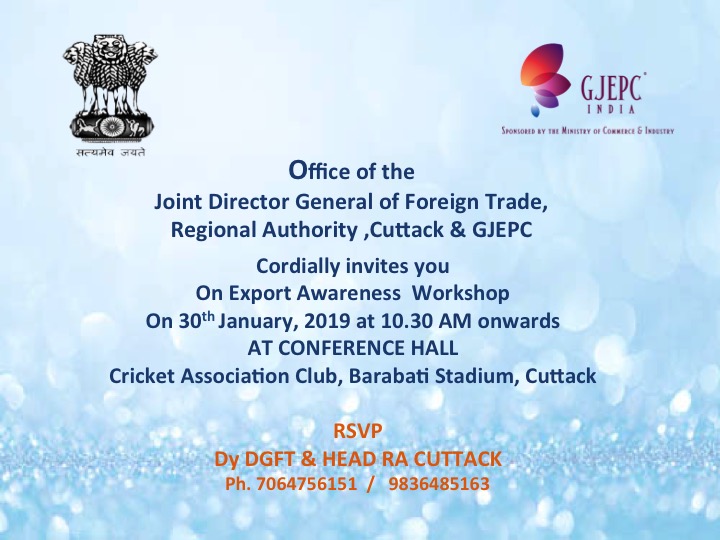 सत्यमेव जयते
GJEPC
INDIA
SPONSORED BY THE MINISTRY OF COMMERCE & INDUSTRY
Office of the
Joint Director General of Foreign Trade,
Regional Authority ,Cuttack & GJEPC
Cordially invites you
On Export Awareness Workshop
On 30th January, 2019 at 10.30 AM onwards
AT CONFERENCE HALL
Cricket Association Club, Barabati Stadium, Cuttack
RSVP
Dy DGFT & HEAD RA CUTTACK
Ph. 7064756151 / 9836485163